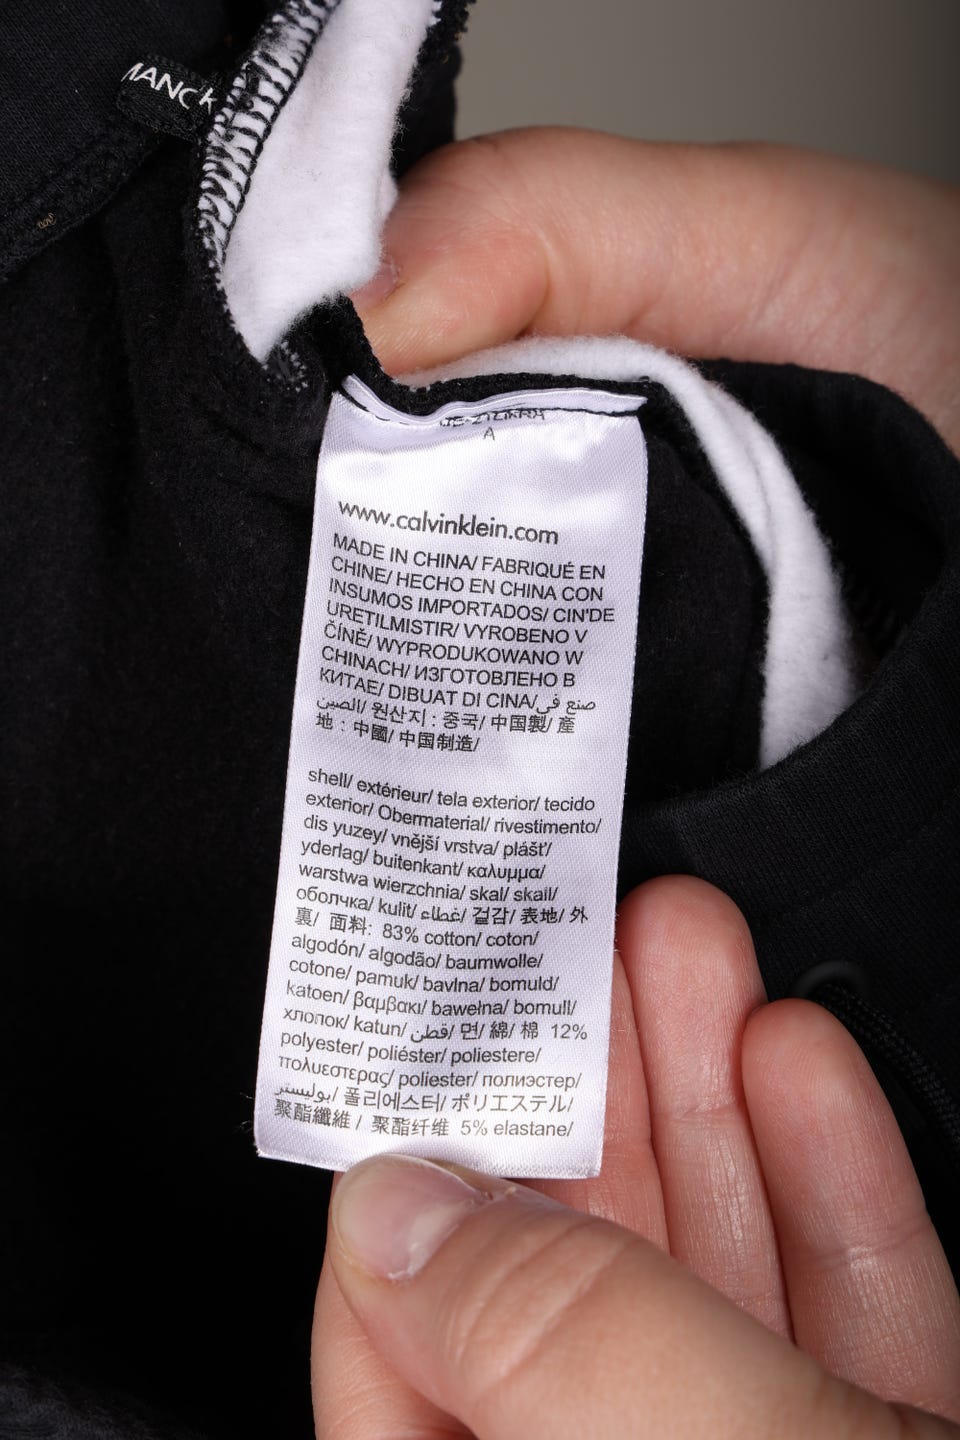 A
www.calvinklein.com
MADE IN CHINA/ FABRIQUÉ EN
CHINE/ HECHO EN CHINA CON
INSUMOS IMPORTADOS/ CIN'DE
URETILMISTIR/ VYROBENO V
ČÍNĚ/ WYPRODUKOWANO W
CHINACH/ ИЗГОТОВЛЕНО В
КИТАЕ/ DIBUAT DI CINA/ صنع في
الصين/ 원산지 : 중국/ 中国製/ 產
地 : 中國/ 中国制造/
shell/ extérieur/ tela exterior/ tecido
exterior/ Obermaterial/ rivestimento/
dis yuzey/ vnější vrstva/ plášť/
yderlag/ buitenkant/ καλυμμα/
warstwa wierzchnia/ skal/ skall/
оболчка/ kulit/ غطاء/ 겉감/ 表地/ 外
裏/ 面料: 83% cotton/ coton/
algodón/ algodão/ baumwolle/
cotone/ pamuk/ bavlna/ bomuld/
katoen/ βαμβακι/ bawełna/ bomull/
хлопок/ katun/ قطن/ 면/ 綿/ 棉 12%
polyester/ poliéster/ poliestere/
πολυεστερας/ poliester/ полиэстер/
بوليستر/ 폴리에스터/ ポリエステル/
聚酯纖維 / 聚酯纤维 5% elastane/